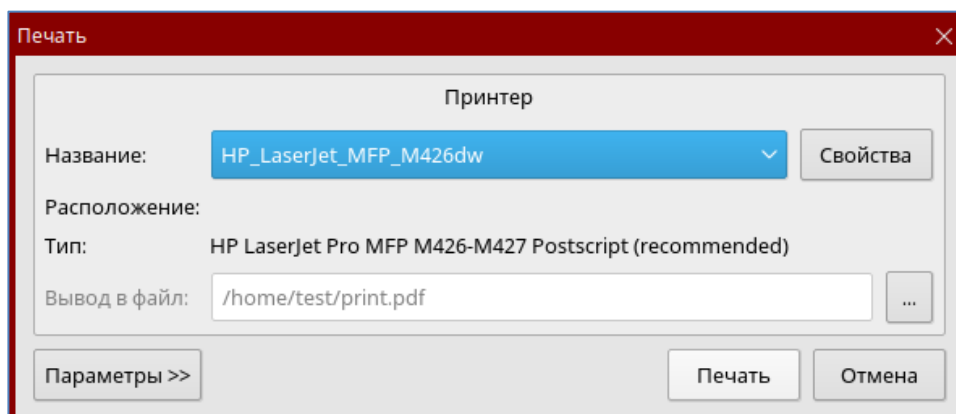 Печать
Принтер
Название: HP_LaserJet_MFP_M426dw Свойства
Расположение:
Тип: HP LaserJet Pro MFP M426-M427 Postscript (recommended)
Вывод в файл: /home/test/print.pdf ...
Параметры >> Печать Отмена